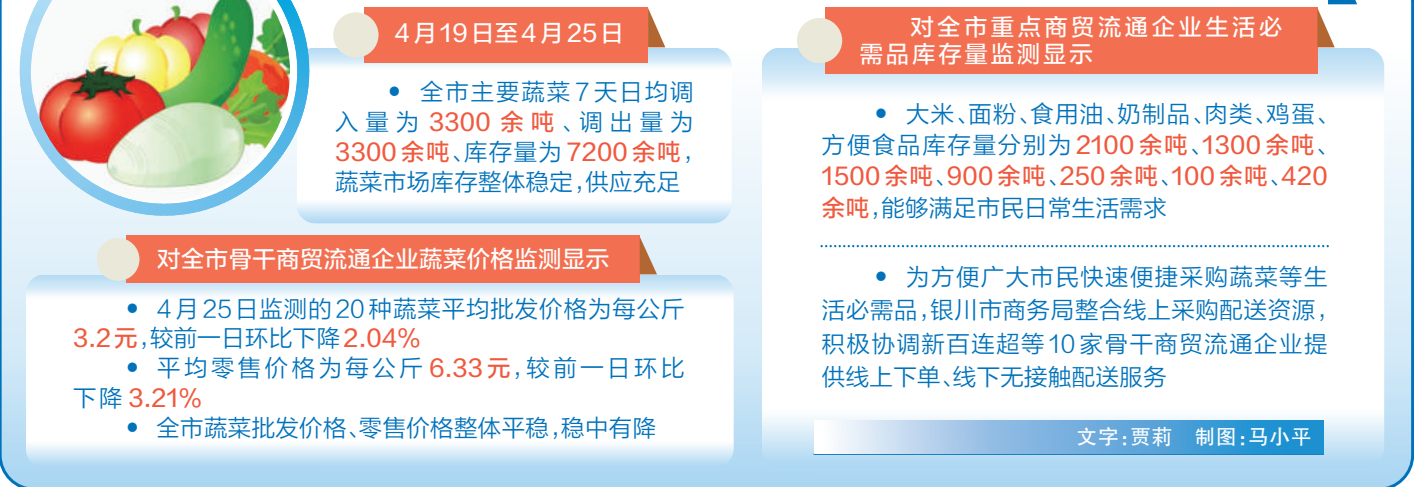 4月19日至4月25日
● 全市主要蔬菜7天日均调
入量为3300余吨、调出量为
3300余吨、库存量为7200余吨,
蔬菜市场库存整体稳定,供应充足
对全市骨干商贸流通企业蔬菜价格监测显示
● 4月25日监测的20种蔬菜平均批发价格为每公斤
3.2元,较前一日环比下降2.04%
● 平均零售价格为每公斤6.33元,较前一日环比
下降3.21%
● 全市蔬菜批发价格、零售价格整体平稳,稳中有降
对全市重点商贸流通企业生活必
需品库存量监测显示
● 大米、面粉、食用油、奶制品、肉类、鸡蛋、
方便食品库存量分别为2100余吨、1300余吨、
1500余吨、900余吨、250余吨、100余吨、420
余吨,能够满足市民日常生活需求
● 为方便广大市民快速便捷采购蔬菜等生
活必需品,银川市商务局整合线上采购配送资源,
积极协调新百连超等10家骨干商贸流通企业提
供线上下单、线下无接触配送服务
文字:贾莉 制图:马小平